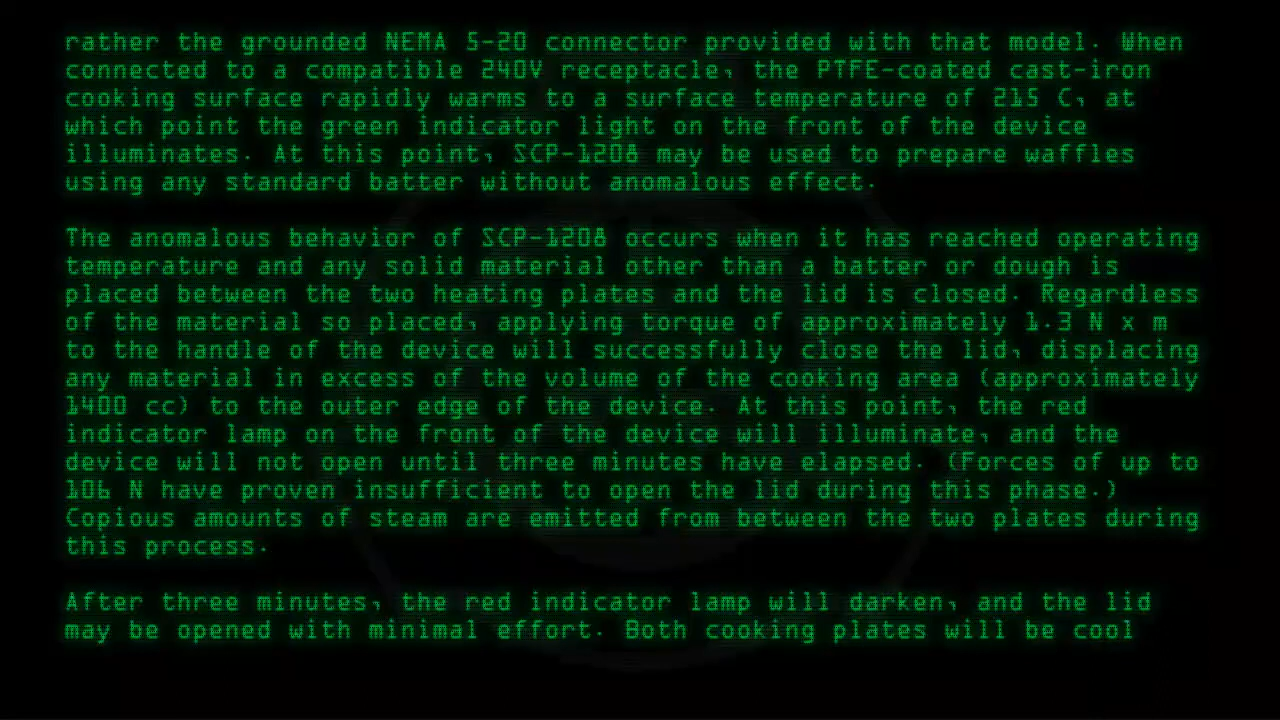 rather the grounded NEMA 5-20 connector provided with that model. When
connected to a compatible 240V receptacle, the PTFE-coated cast-iron
cooking surface rapidly warms to a surface temperature of 215 C, at
which point the green indicator light on the front of the device
illuminates. At this point, SCP-1208 may be used to prepare waffles
using any standard batter without anomalous effect.
The anomalous behavior of SCP-1208 occurs when it has reached operating
temperature and any solid material other than a batter or dough is
placed between the two heating plates and the lid is closed. Regardless
of the material so placed, applying torque of approximately 1.3 N x m
to the handle of the device will successfully close the lid, displacing
any material in excess of the volume of the cooking area (approximately
1400 cc) to the outer edge of the device. At this point, the red
indicator lamp on the front of the device will illuminate, and the
device will not open until three minutes have elapsed. (Forces of up to
106 N have proven insufficient to open the lid during this phase.)
Copious amounts of steam are emitted from between the two plates during
this process.
After three minutes, the red indicator lamp will darken, and the lid
may be opened with minimal effort. Both cooking plates will be cool